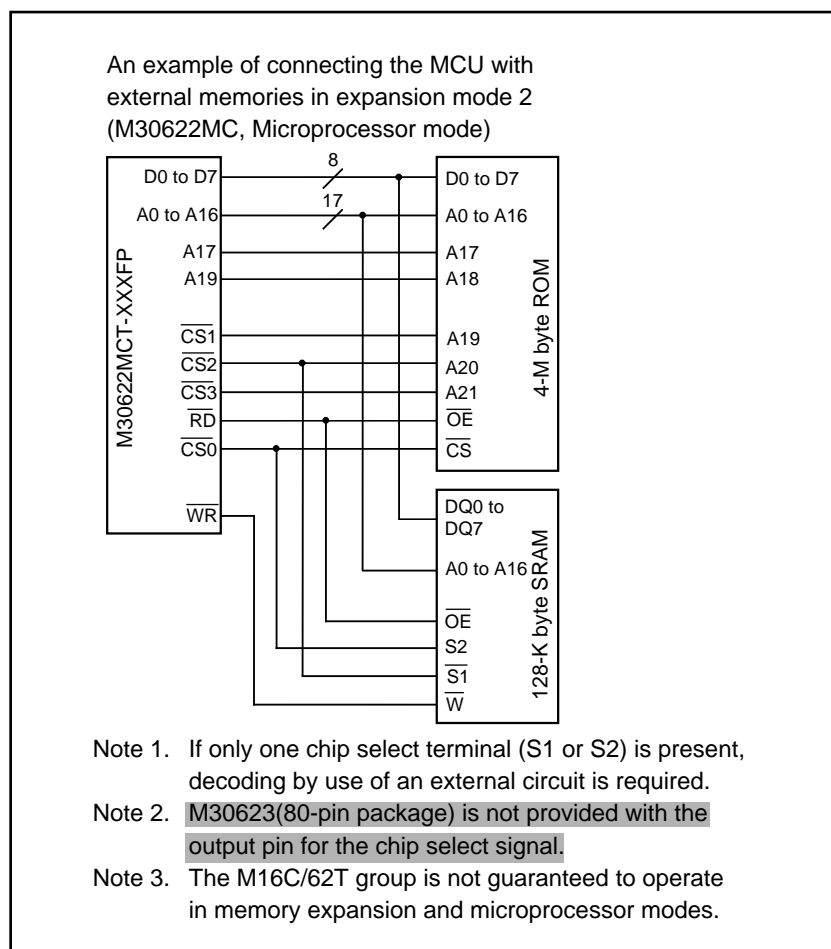 An example of connecting the MCU with
external memories in expansion mode 2
(M30622MC, Microprocessor mode)
M30622MCT-XXXFP
D0 to D7
A0 to A16
A17
A19
CS1
CS2
CS3
RD
CS0
WR
8
17
D0 to D7
A0 to A16
A17
A18
A19
A20
A21
OE
CS
4-M byte ROM
DQ0 to
DQ7
A0 to A16
OE
S2
S1
W
128-K byte SRAM
Note 1. If only one chip select terminal (S1 or S2) is present,
decoding by use of an external circuit is required.
Note 2. M30623(80-pin package) is not provided with the
output pin for the chip select signal.
Note 3. The M16C/62T group is not guaranteed to operate
in memory expansion and microprocessor modes.